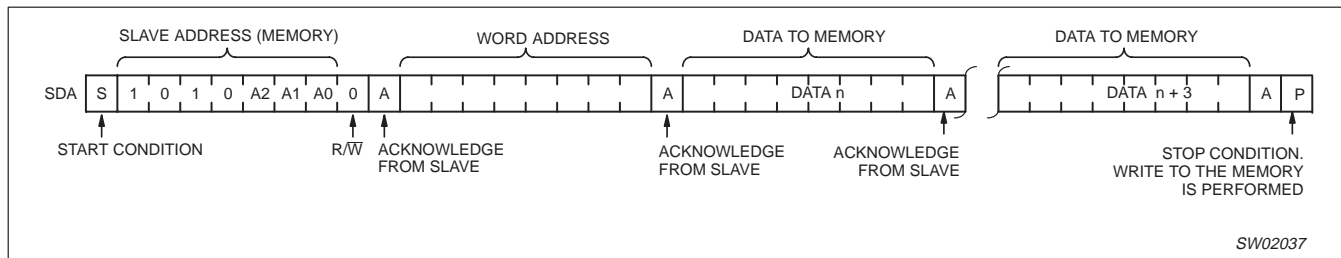 SLAVE ADDRESS (MEMORY) WORD ADDRESS DATA TO MEMORY DATA TO MEMORY
SDA S 1 0 1 0 A2 A1 A0 0 A A DATA n A DATA n + 3 A P
START CONDITION R/W̅ ACKNOWLEDGE FROM SLAVE
ACKNOWLEDGE FROM SLAVE
ACKNOWLEDGE FROM SLAVE
STOP CONDITION.
WRITE TO THE MEMORY
IS PERFORMED
SW02037